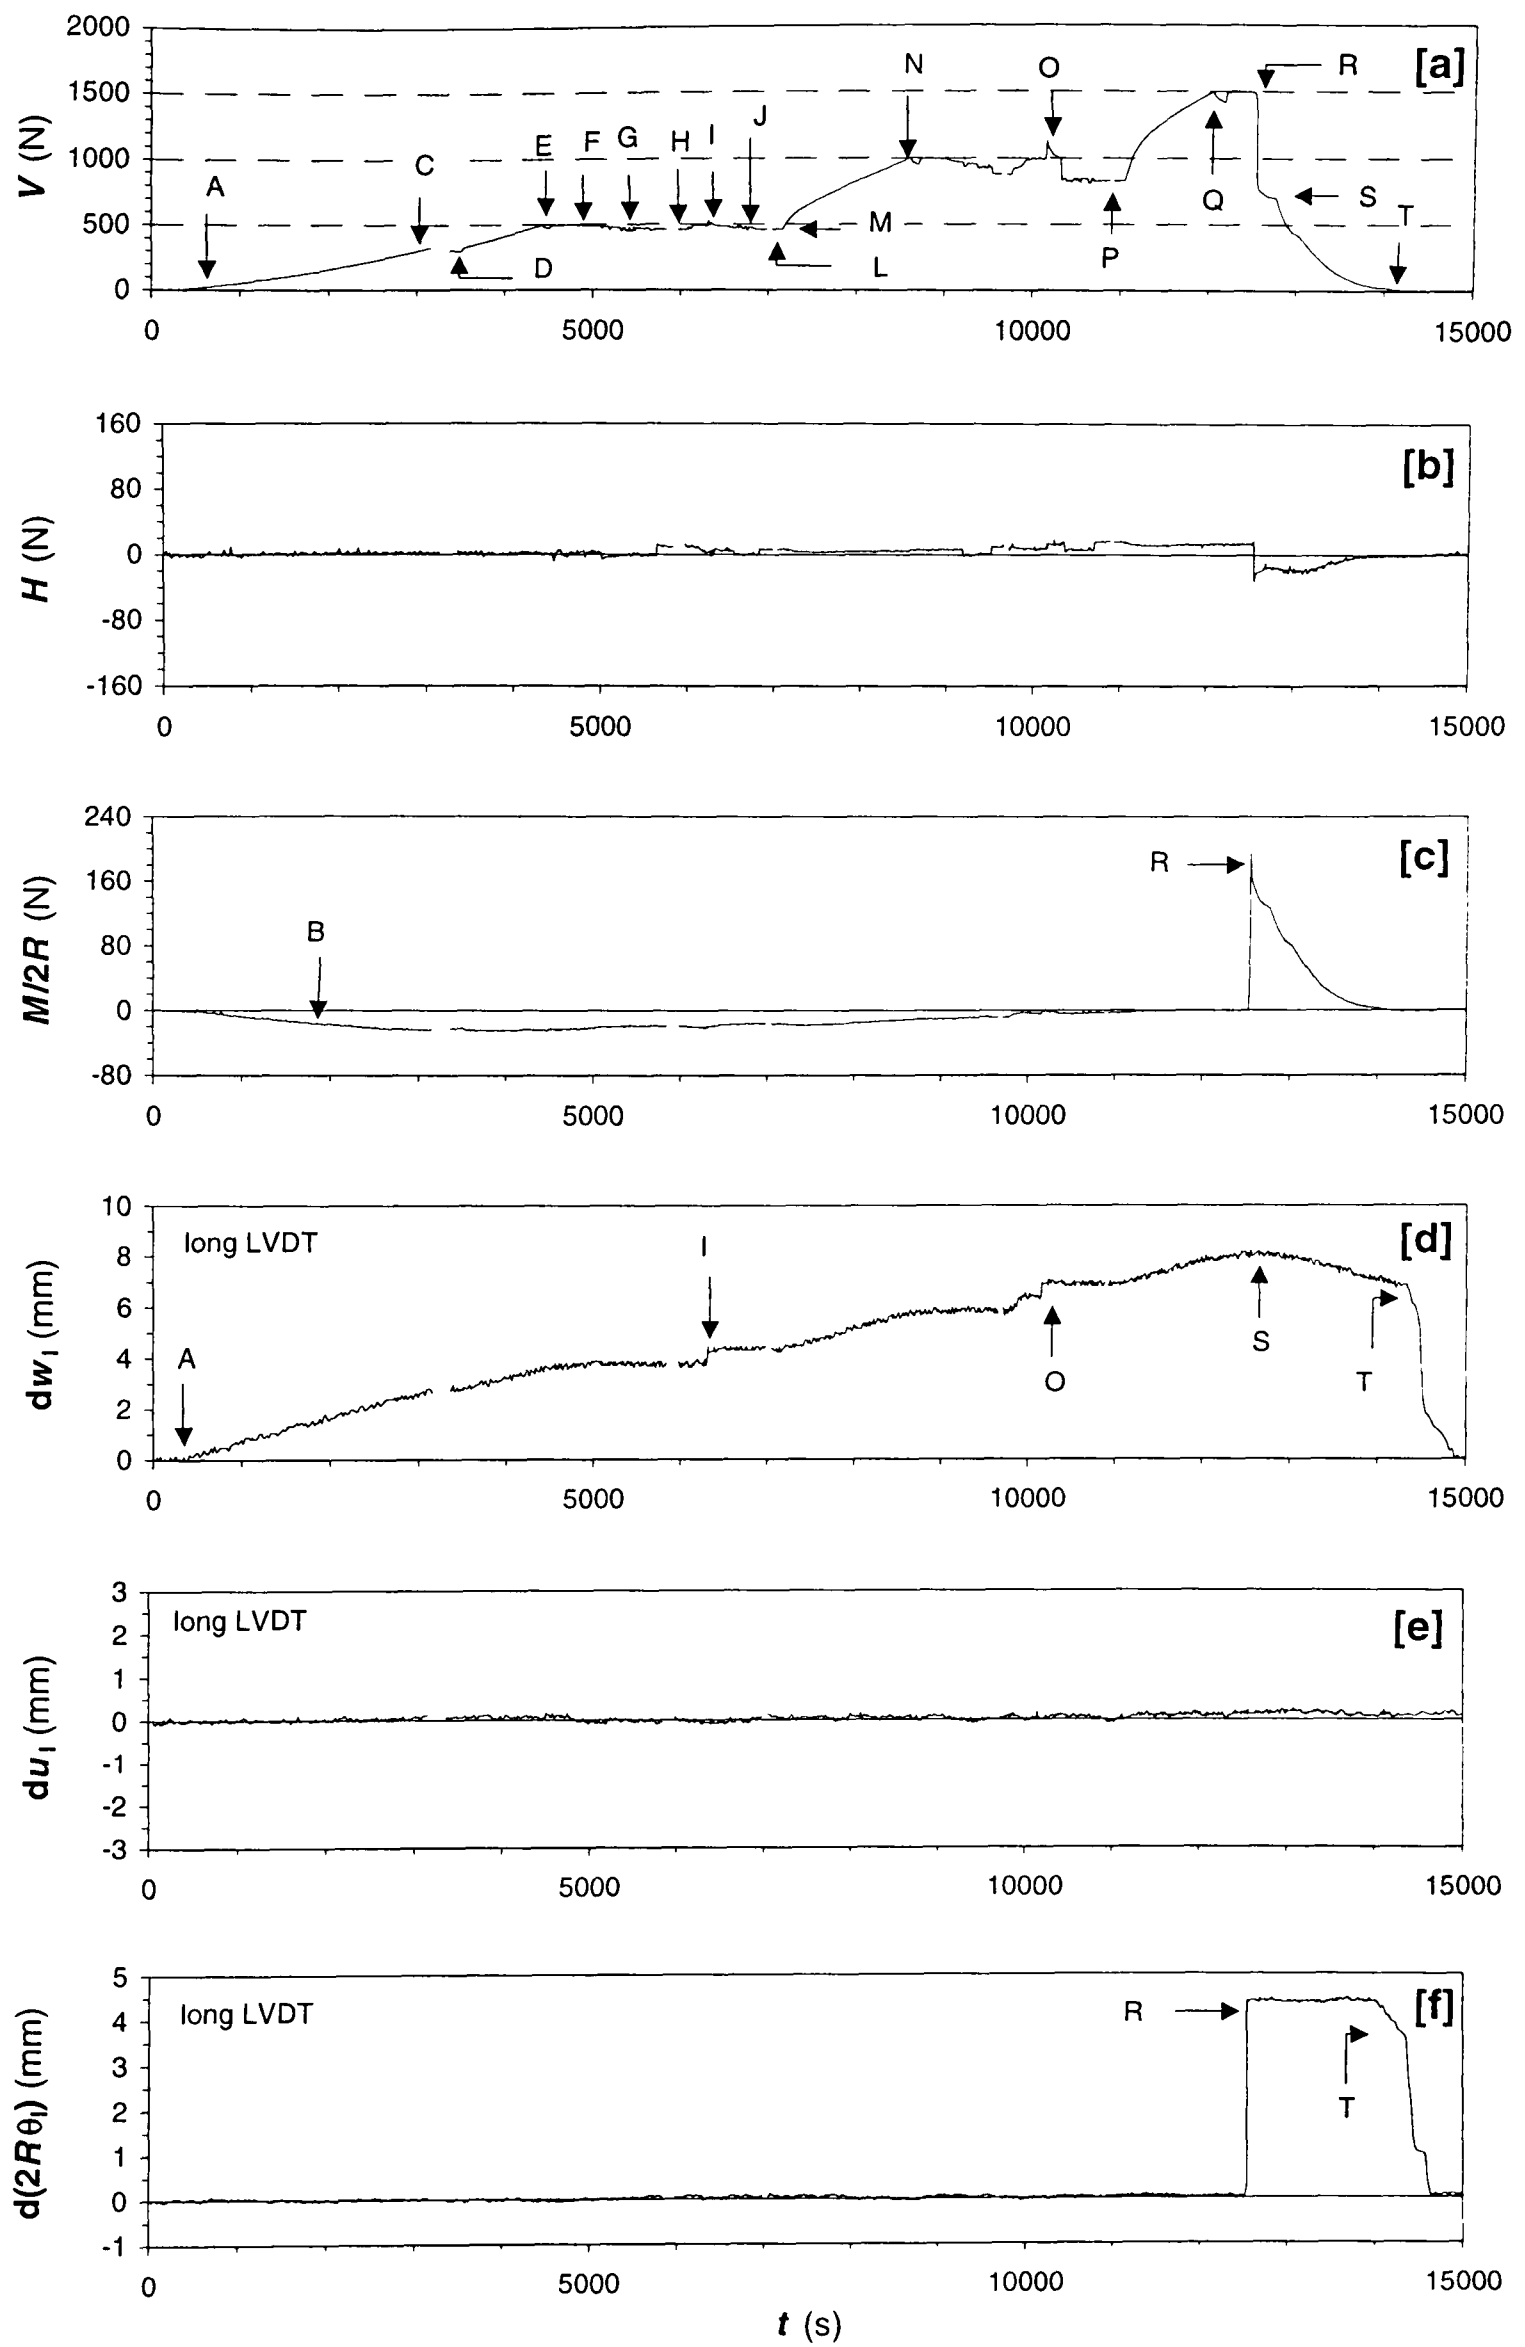 2000
1500
1000
500
0
V (N)
[a]
A
C
D
E
F
G
H
I
J
L
M
N
O
P
Q
R
S
T
0 5000 10000 15000
160
80
0
-80
-160
H (N)
[b]
0 5000 10000 15000
240
160
80
0
-80
M/2R (N)
[c]
B
R
0 5000 10000 15000
10
8
6
4
2
0
dwI (mm)
long LVDT
[d]
A
I
O
S
T
0 5000 10000 15000
3
2
1
0
-1
-2
-3
duI (mm)
long LVDT
[e]
0 5000 10000 15000
5
4
3
2
1
0
-1
d(2RθI) (mm)
long LVDT
[f]
R
T
0 5000 10000 15000
t (s)